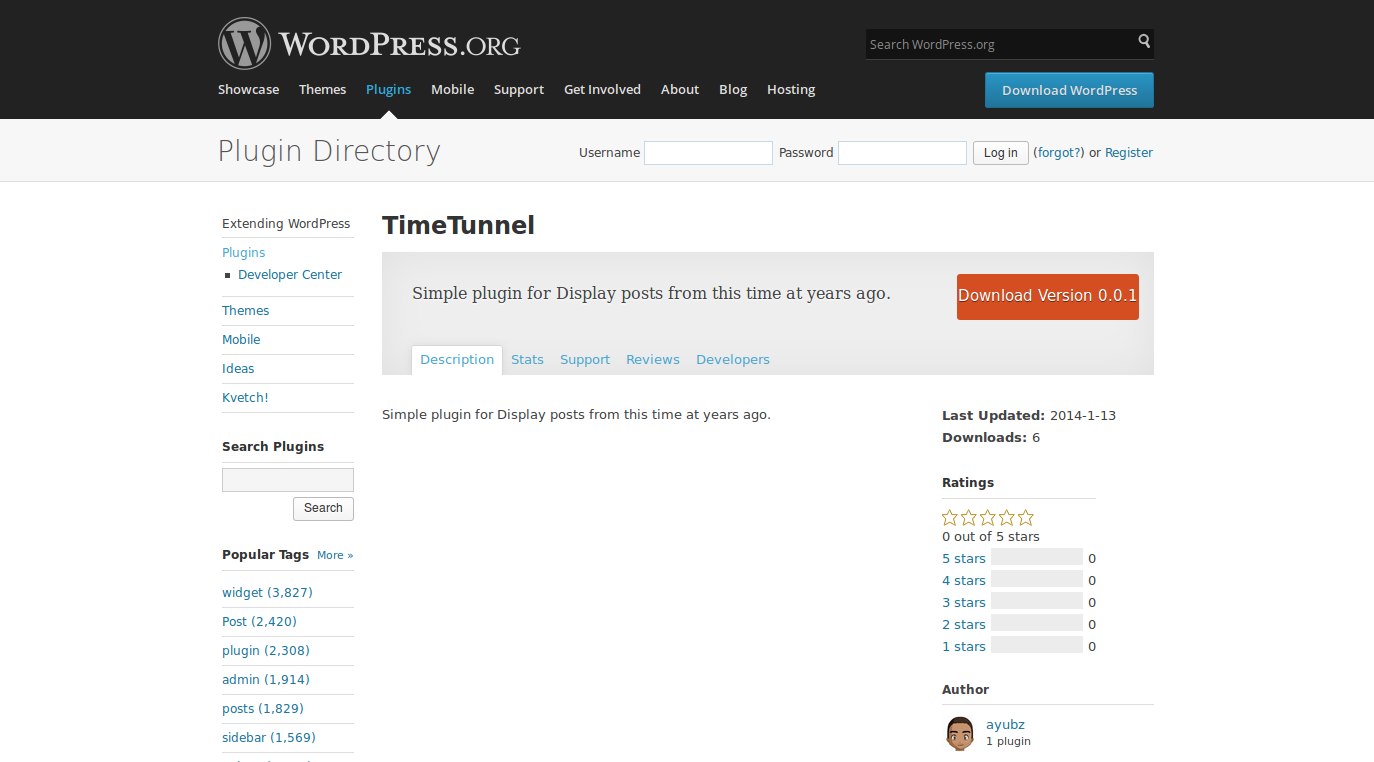 WORDPRESS.ORG
Search WordPress.org
Showcase Themes Plugins Mobile Support Get Involved About Blog Hosting
Download WordPress
Plugin Directory
Username Password Log in (forgot?) or Register
Extending WordPress
Plugins
Developer Center
Themes
Mobile
Ideas
Kvetch!
Search Plugins
Search
Popular Tags More »
widget (3,827)
Post (2,420)
plugin (2,308)
admin (1,914)
posts (1,829)
sidebar (1,569)
TimeTunnel
Simple plugin for Display posts from this time at years ago.
Download Version 0.0.1
Description Stats Support Reviews Developers
Simple plugin for Display posts from this time at years ago.
Last Updated: 2014-1-13
Downloads: 6
Ratings
0 out of 5 stars
5 stars 0
4 stars 0
3 stars 0
2 stars 0
1 stars 0
Author
ayubz
1 plugin